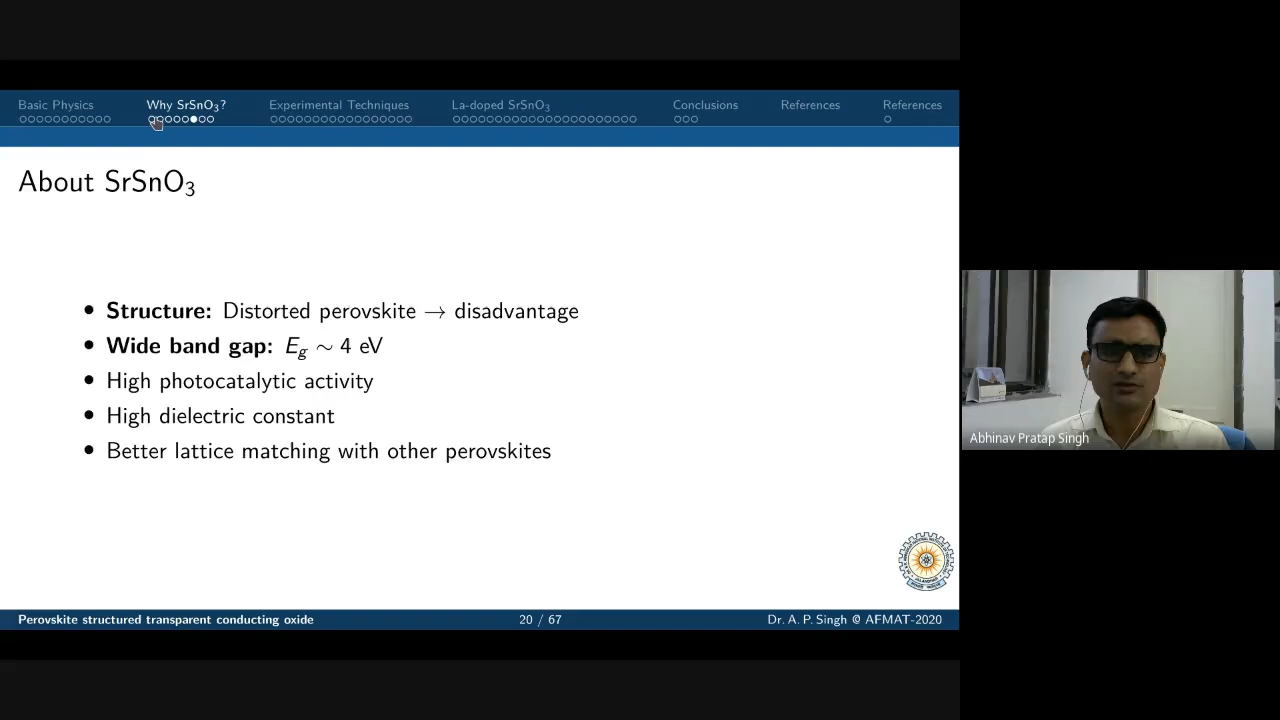 Basic Physics Why SrSnO₃? Experimental Techniques La-doped SrSnO₃ Conclusions References References
About SrSnO₃
• Structure: Distorted perovskite → disadvantage
• Wide band gap: E_g ∼ 4 eV
• High photocatalytic activity
• High dielectric constant
• Better lattice matching with other perovskites
Abhinav Pratap Singh
Perovskite structured transparent conducting oxide 20 / 67 Dr. A. P. Singh @ AFMAT-2020